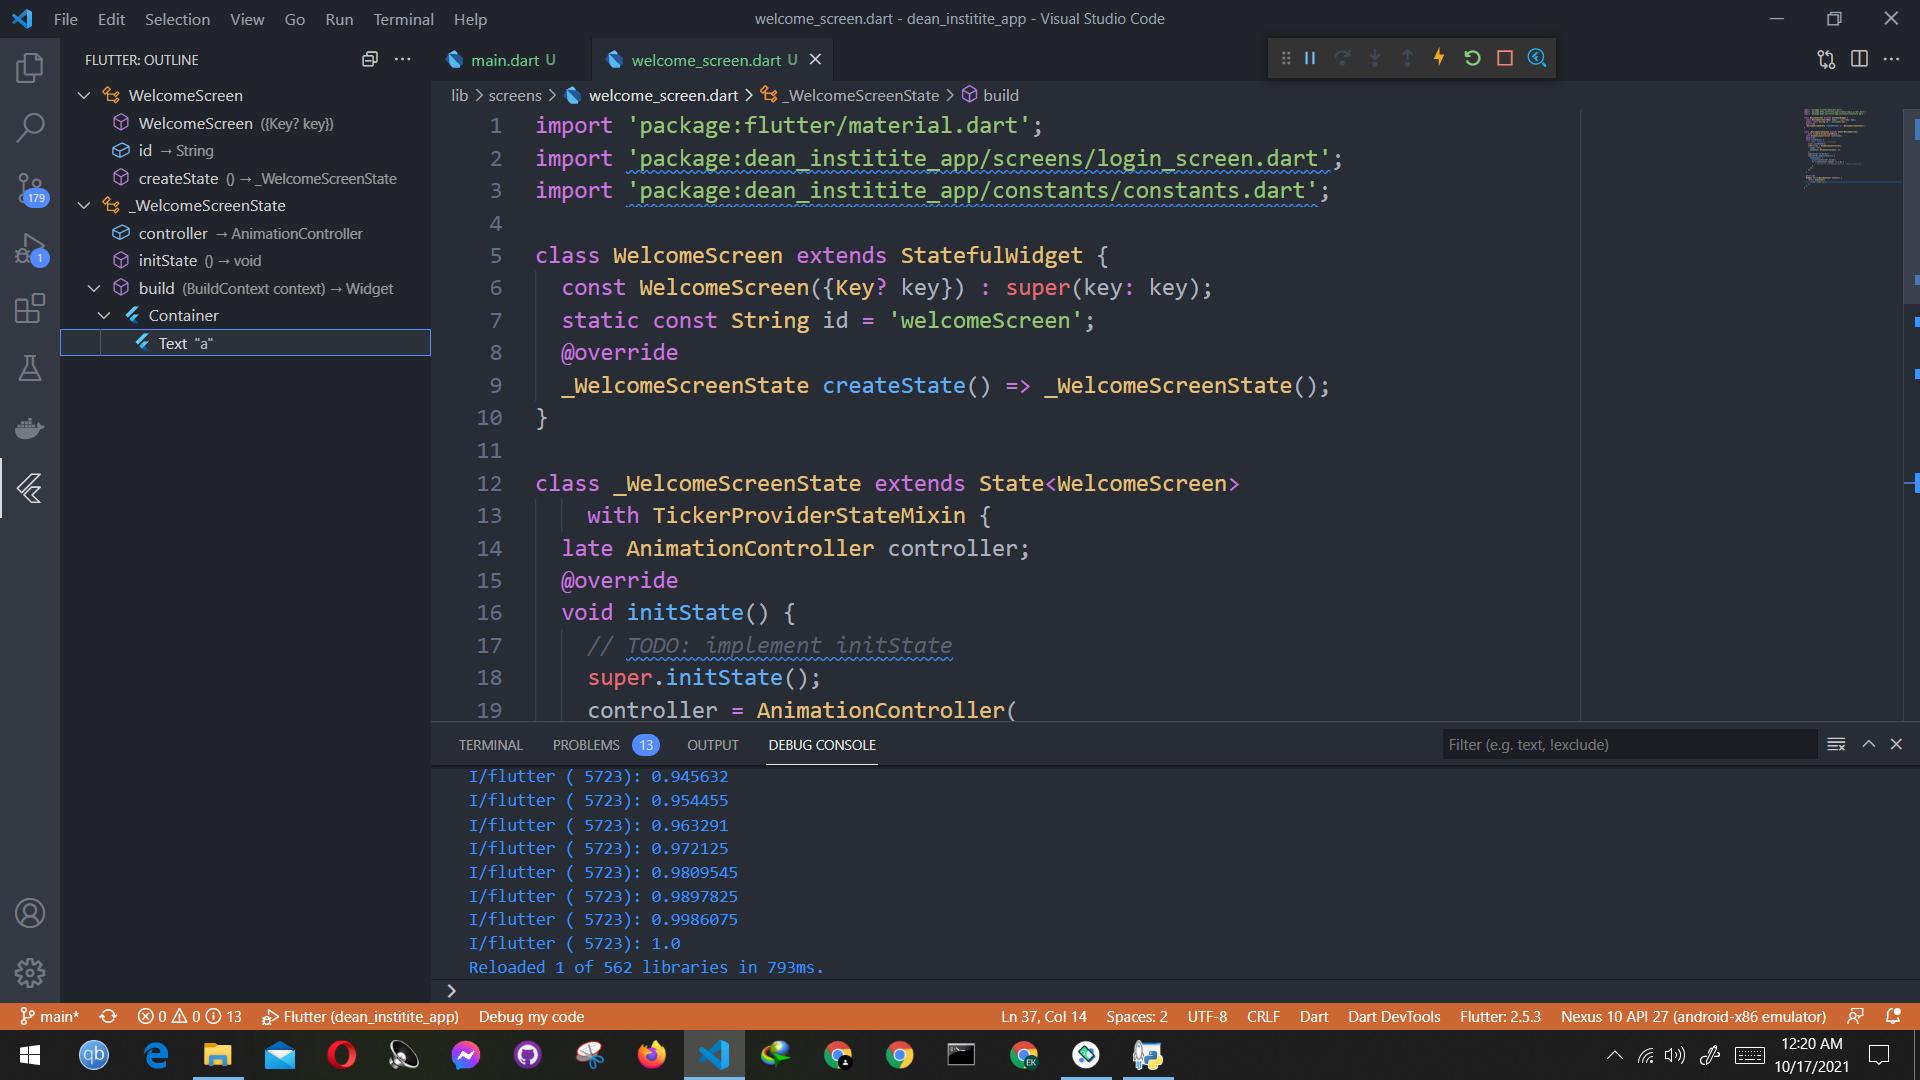 File Edit Selection View Go Run Terminal Help
welcome_screen.dart - dean_institite_app - Visual Studio Code
FLUTTER: OUTLINE
WelcomeScreen
WelcomeScreen ({Key? key})
id → String
createState () → _WelcomeScreenState
_WelcomeScreenState
controller → AnimationController
initState () → void
build (BuildContext context) → Widget
Container
Text "a"
179
1
main.dart U
welcome_screen.dart U
lib > screens > welcome_screen.dart > _WelcomeScreenState > build
1 import 'package:flutter/material.dart';
2 import 'package:dean_institite_app/screens/login_screen.dart';
3 import 'package:dean_institite_app/constants/constants.dart';
4
5 class WelcomeScreen extends StatefulWidget {
6 const WelcomeScreen({Key? key}) : super(key: key);
7 static const String id = 'welcomeScreen';
8 @override
9 _WelcomeScreenState createState() => _WelcomeScreenState();
10 }
11
12 class _WelcomeScreenState extends State<WelcomeScreen>
13 with TickerProviderStateMixin {
14 late AnimationController controller;
15 @override
16 void initState() {
17 // TODO: implement initState
18 super.initState();
19 controller = AnimationController(
TERMINAL PROBLEMS 13 OUTPUT DEBUG CONSOLE
Filter (e.g. text, !exclude)
I/flutter ( 5723): 0.945632
I/flutter ( 5723): 0.954455
I/flutter ( 5723): 0.963291
I/flutter ( 5723): 0.972125
I/flutter ( 5723): 0.9809545
I/flutter ( 5723): 0.9897825
I/flutter ( 5723): 0.9986075
I/flutter ( 5723): 1.0
Reloaded 1 of 562 libraries in 793ms.
>
main* 0 0 13 Flutter (dean_institite_app) Debug my code
Ln 37, Col 14 Spaces: 2 UTF-8 CRLF Dart Dart DevTools Flutter: 2.5.3 Nexus 10 API 27 (android-x86 emulator)
qb
EK
12:20 AM
10/17/2021